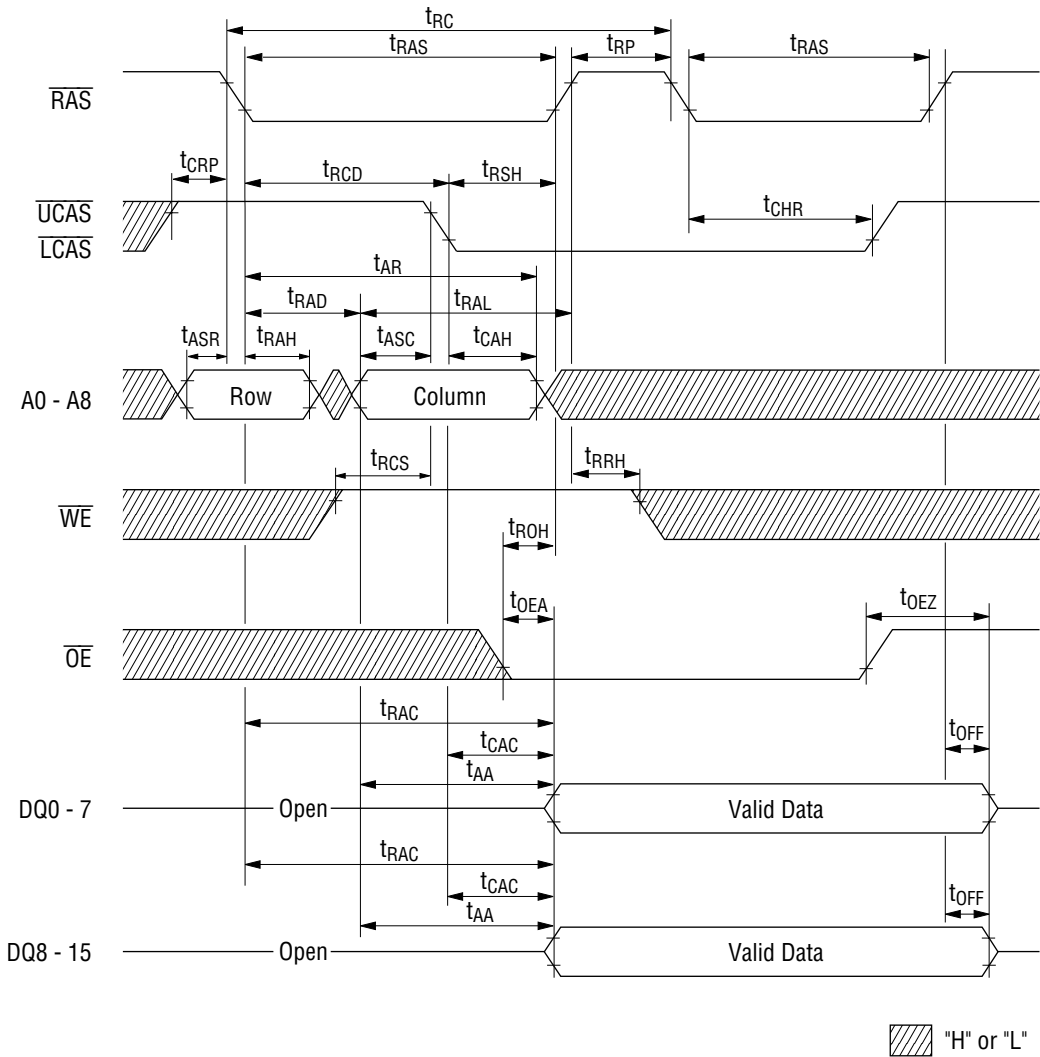 tRC
tRAS tRP tRAS
RAS
tCRP tRCD tRSH
UCAS
tCHR
LCAS
tAR
tRAD tRAL
tASR tRAH tASC tCAH
A0 - A8 Row Column
tRCS tRRH
WE
tROH
tOEA tOEZ
OE
tRAC
tCAC tOFF
tAA
DQ0 - 7 Open Valid Data
tRAC
tCAC tOFF
tAA
DQ8 - 15 Open Valid Data
"H" or "L"